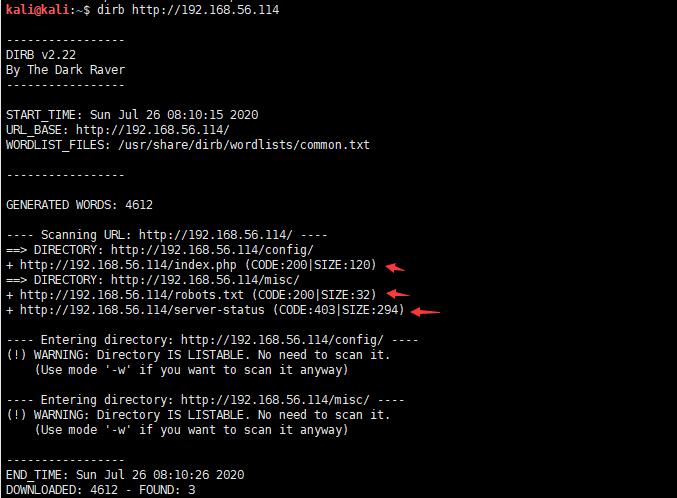 kali@kali:~$ dirb http://192.168.56.114
-----------------
DIRB v2.22
By The Dark Raver
-----------------
START_TIME: Sun Jul 26 08:10:15 2020
URL_BASE: http://192.168.56.114/
WORDLIST_FILES: /usr/share/dirb/wordlists/common.txt
-----------------
GENERATED WORDS: 4612
---- Scanning URL: http://192.168.56.114/ ----
==> DIRECTORY: http://192.168.56.114/config/
+ http://192.168.56.114/index.php (CODE:200|SIZE:120)
==> DIRECTORY: http://192.168.56.114/misc/
+ http://192.168.56.114/robots.txt (CODE:200|SIZE:32)
+ http://192.168.56.114/server-status (CODE:403|SIZE:294)
---- Entering directory: http://192.168.56.114/config/ ----
(!) WARNING: Directory IS LISTABLE. No need to scan it.
    (Use mode '-w' if you want to scan it anyway)
---- Entering directory: http://192.168.56.114/misc/ ----
(!) WARNING: Directory IS LISTABLE. No need to scan it.
    (Use mode '-w' if you want to scan it anyway)
-----------------
END_TIME: Sun Jul 26 08:10:26 2020
DOWNLOADED: 4612 - FOUND: 3